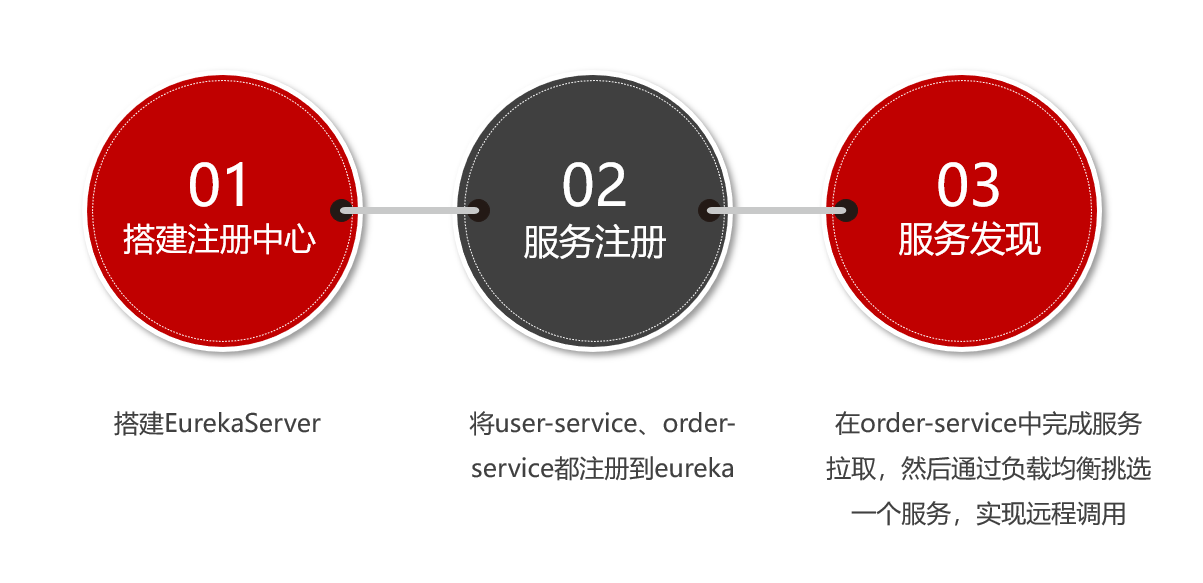 01
搭建注册中心
02
服务注册
03
服务发现
搭建EurekaServer
将user-service、order-
service都注册到eureka
在order-service中完成服务
拉取，然后通过负载均衡挑选
一个服务，实现远程调用